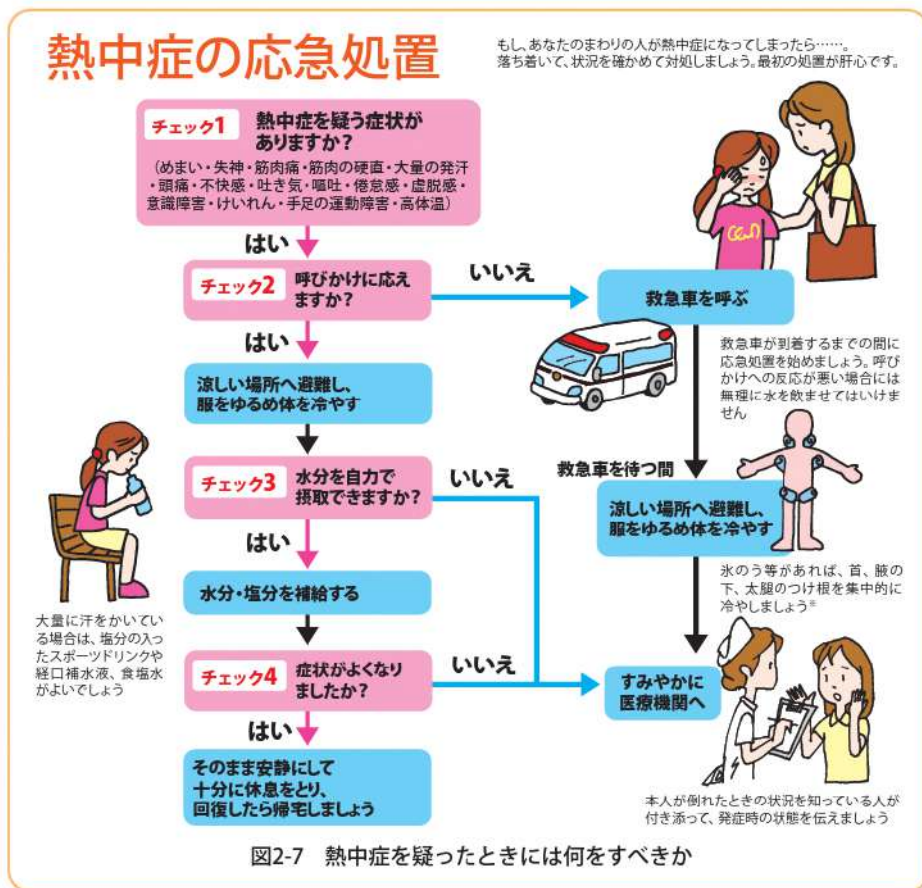 熱中症の応急処置
もし、あなたのまわりの人が熱中症になってしまったら……。
落ち着いて、状況を確かめて対処しましょう。最初の処置が肝心です。
チェック1 熱中症を疑う症状が
ありますか?
(めまい・失神・筋肉痛・筋肉の硬直・大量の発汗
・頭痛・不快感・吐き気・嘔吐・倦怠感・虚脱感・
意識障害・けいれん・手足の運動障害・高体温)
はい
チェック2 呼びかけに応え
ますか?
いいえ
救急車を呼ぶ
はい
救急車が到着するまでの間に
応急処置を始めましょう。呼び
かけへの反応が悪い場合には
無理に水を飲ませてはいけま
せん
涼しい場所へ避難し、
服をゆるめ体を冷やす
チェック3 水分を自力で
摂取できますか?
いいえ
救急車を待つ間
涼しい場所へ避難し、
服をゆるめ体を冷やす
はい
氷のう等があれば、首、腋の
下、太腿のつけ根を集中的に
冷やしましょう※
水分・塩分を補給する
大量に汗をかいてい
る場合は、塩分の入っ
たスポーツドリンクや
経口補水液、食塩水
がよいでしょう
チェック4 症状がよくなり
ましたか?
いいえ
すみやかに
医療機関へ
はい
そのまま安静にして
十分に休息をとり、
回復したら帰宅しましょう
本人が倒れたときの状況を知っている人が
付き添って、発症時の状態を伝えましょう
図2-7 熱中症を疑ったときには何をすべきか